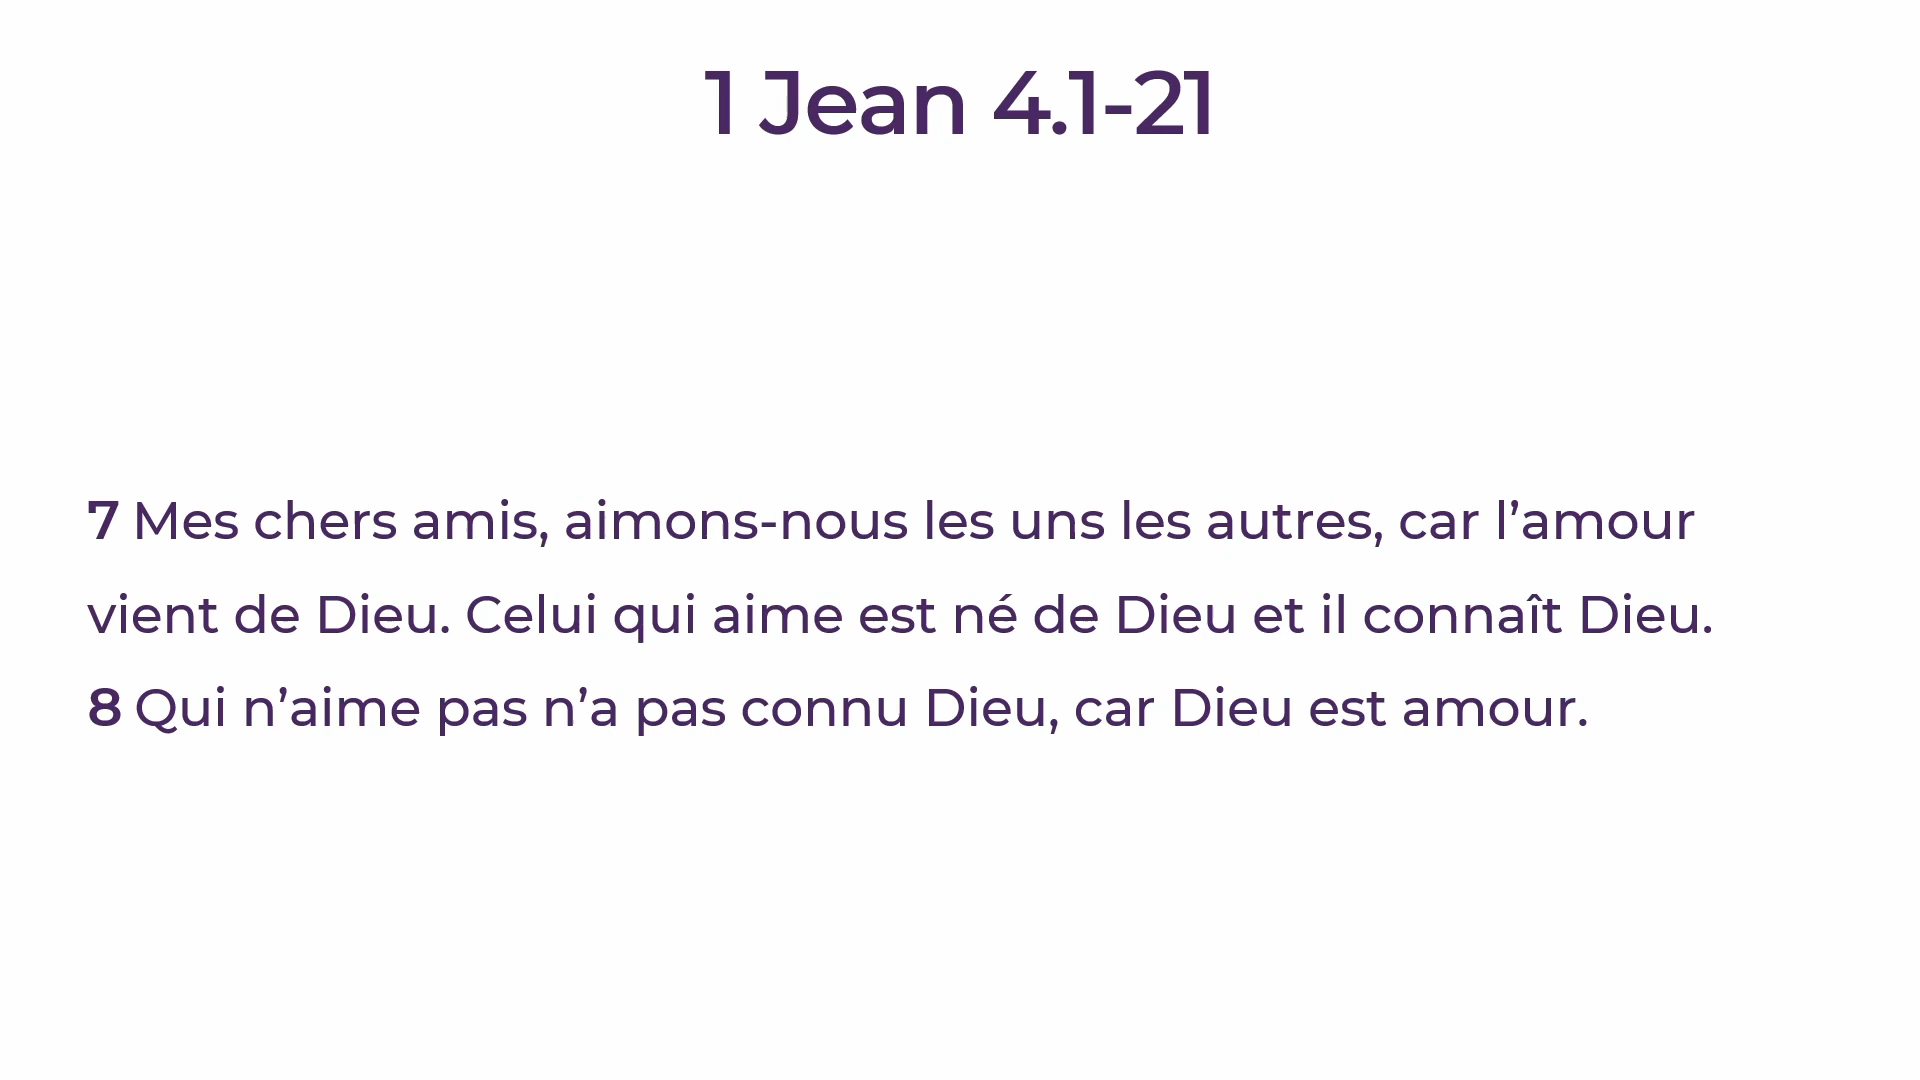 1 Jean 4.1-21
7 Mes chers amis, aimons-nous les uns les autres, car l’amour
vient de Dieu. Celui qui aime est né de Dieu et il connaît Dieu.
8 Qui n’aime pas n’a pas connu Dieu, car Dieu est amour.